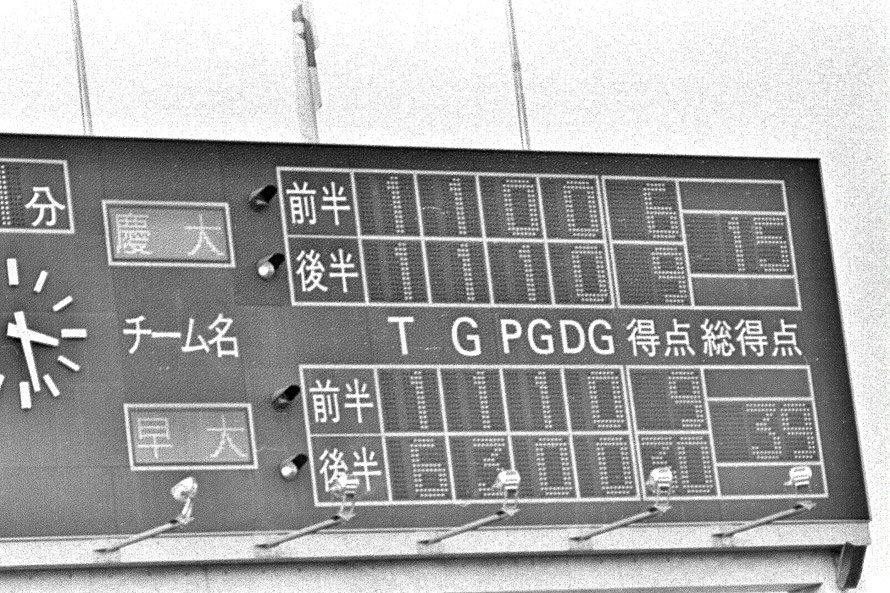 1分
慶大
前半 1 1 0 0 6
後半 1 1 1 0 9
15
チーム名 T G PG DG 得点 総得点
早大
前半 1 1 1 0 9
後半 6 3 0 0 30
39